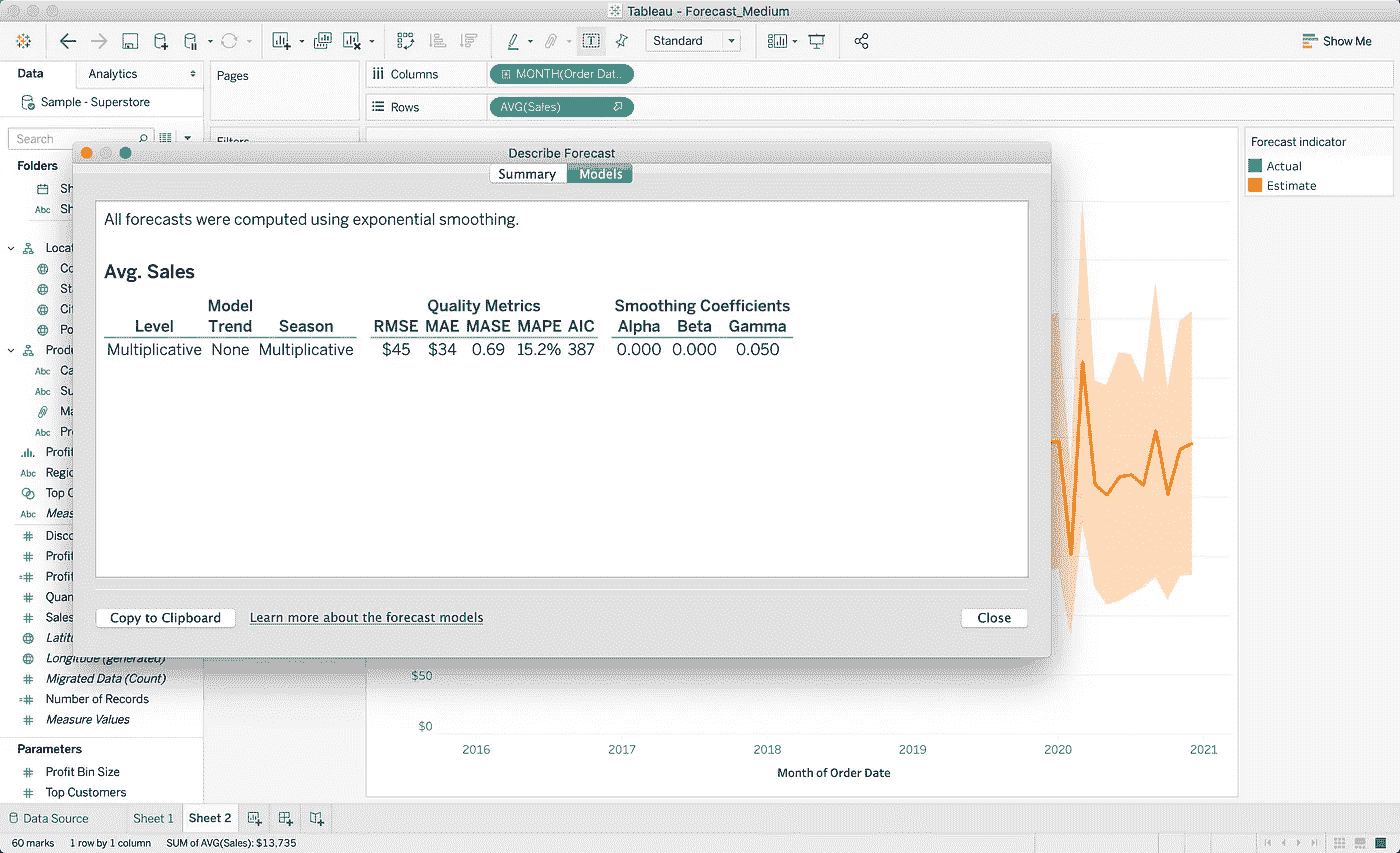 Tableau - Forecast_Medium
Standard
Show Me
Data
Analytics
Pages
Columns
MONTH(Order Dat..
Sample - Superstore
Rows
AVG(Sales)
Search
Filters
Forecast indicator
Actual
Estimate
Describe Forecast
Summary
Models
Folders
Sh
Abc Sh
Locat
Co
St
Cit
Po
Produ
Abc Ca
Abc Su
Ma
Abc Pr
Profit
Abc Regio
Top C
Abc Meas
Disco
Profit
Profit
Quan
Sales
Latitu
Longitude (generated)
Migrated Data (Count)
Number of Records
Measure Values
Parameters
Profit Bin Size
Top Customers
All forecasts were computed using exponential smoothing.
Avg. Sales
Model Quality Metrics Smoothing Coefficients
Level Trend Season RMSE MAE MASE MAPE AIC Alpha Beta Gamma
Multiplicative None Multiplicative $45 $34 0.69 15.2% 387 0.000 0.000 0.050
Copy to Clipboard
Learn more about the forecast models
Close
$50
$0
2016 2017 2018 2019 2020 2021
Month of Order Date
Data Source
Sheet 1
Sheet 2
60 marks 1 row by 1 column SUM of AVG(Sales): $13,735